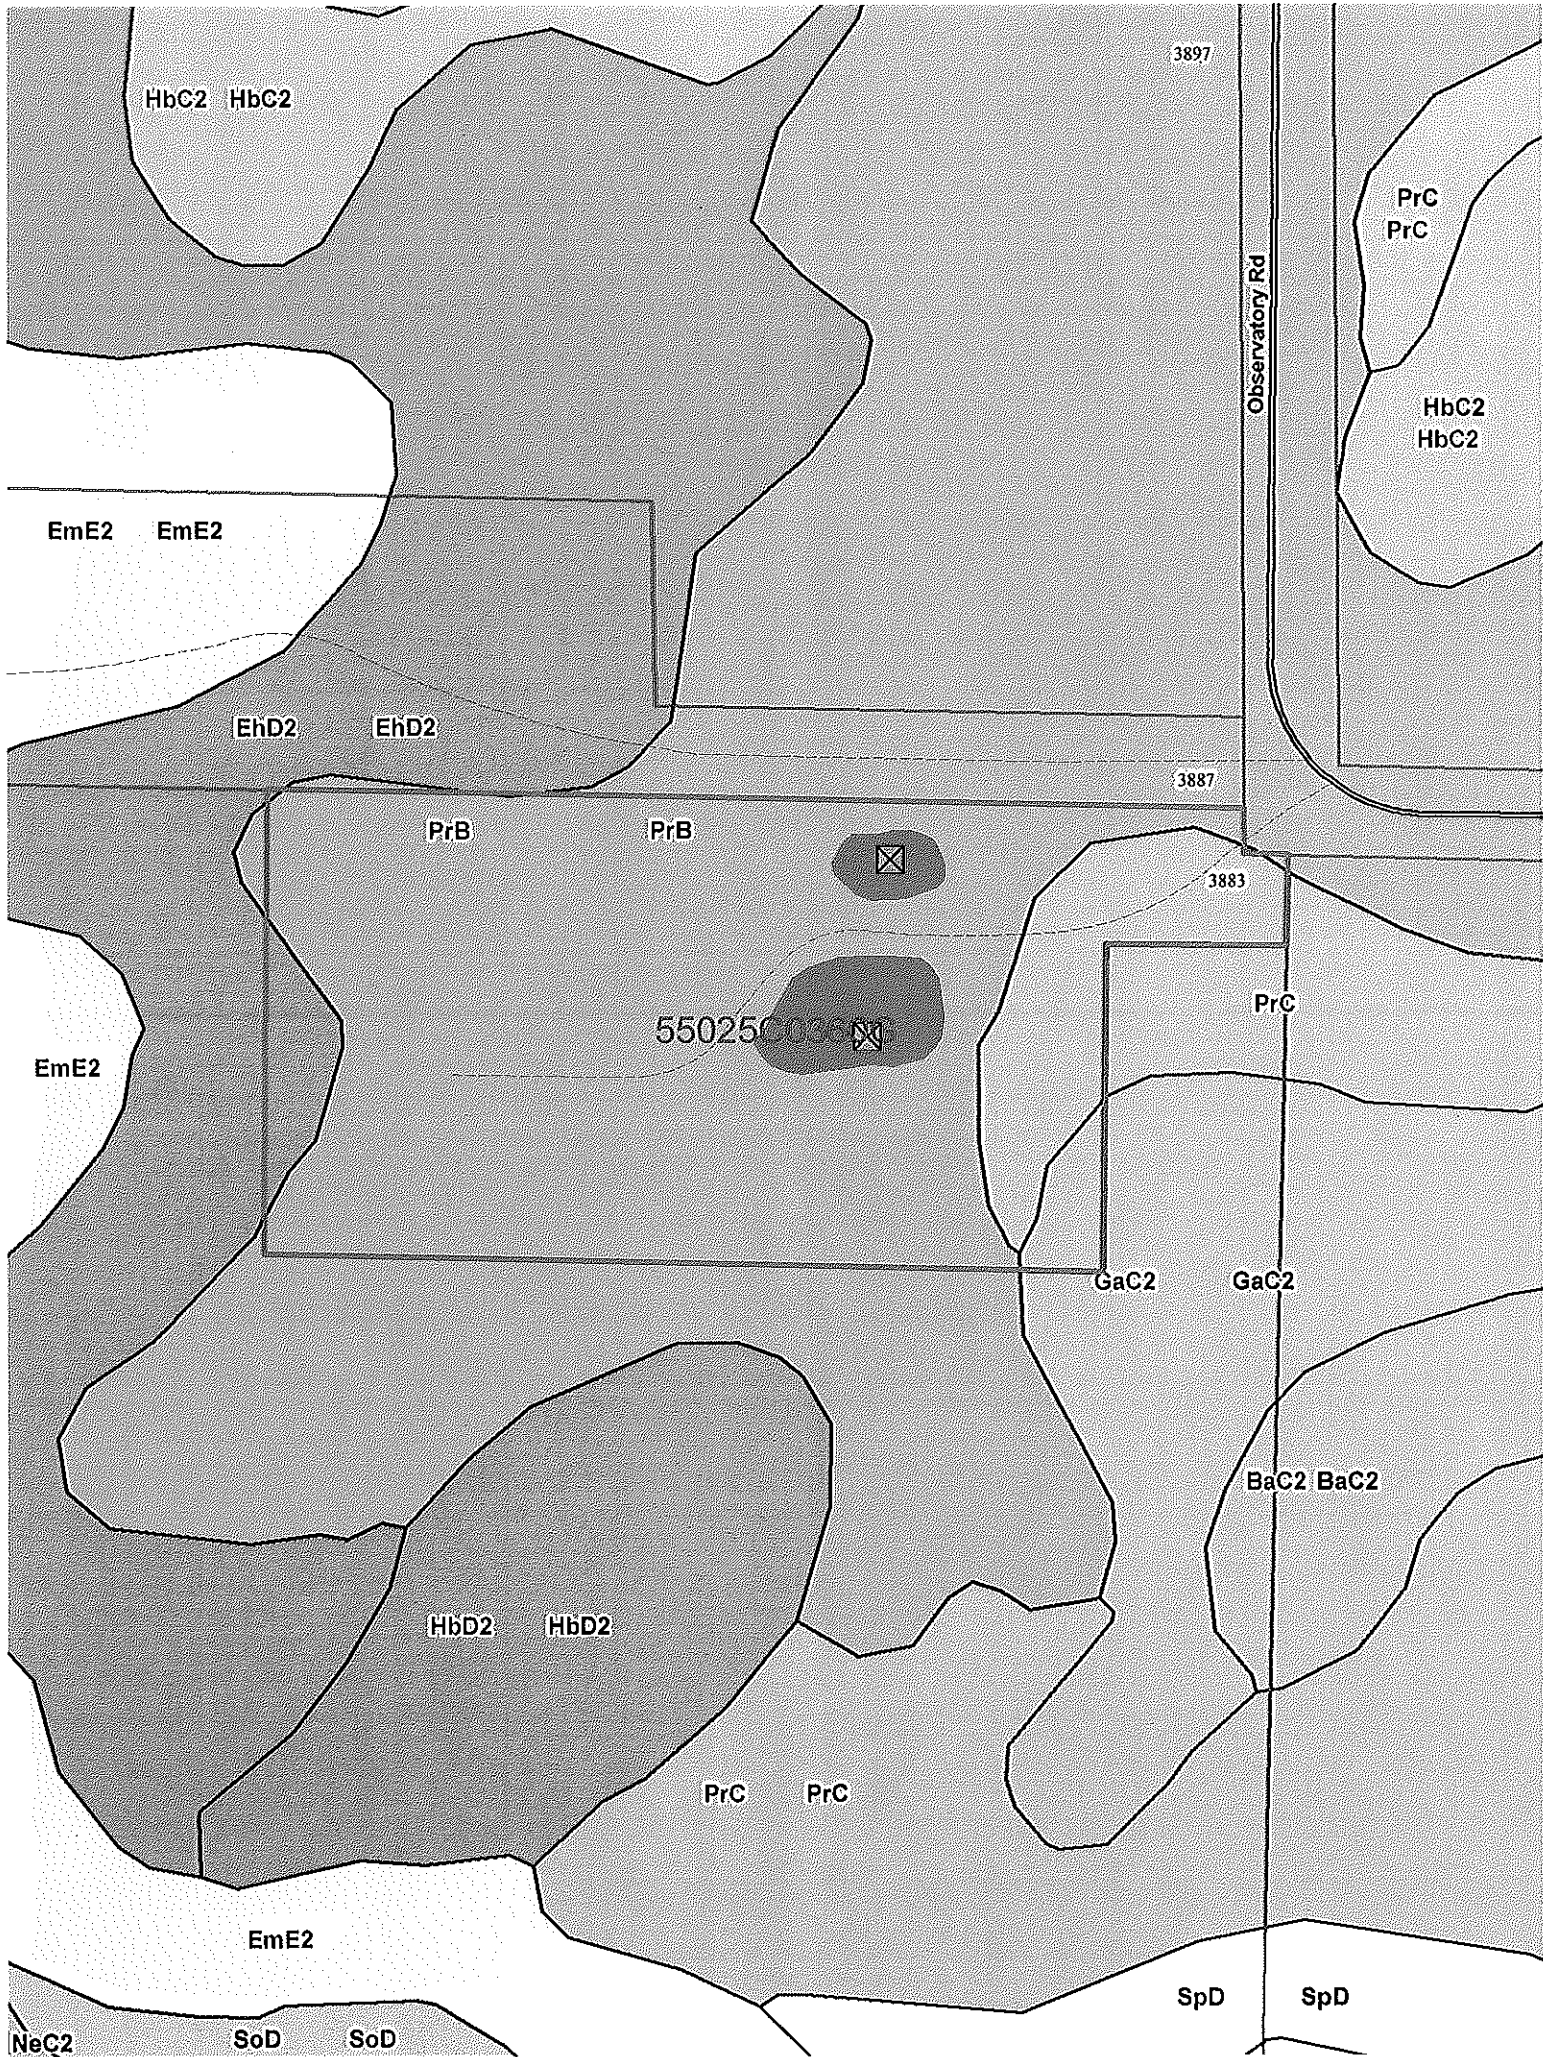 3897
HbC2 HbC2
PrC
PrC
Observatory Rd
HbC2
HbC2
EmE2 EmE2
EhD2 EhD2
3887
PrB PrB
3883
PrC
EmE2
GaC2 GaC2
BaC2 BaC2
HbD2 HbD2
PrC PrC
EmE2
SpD SpD
NeC2 SoD SoD